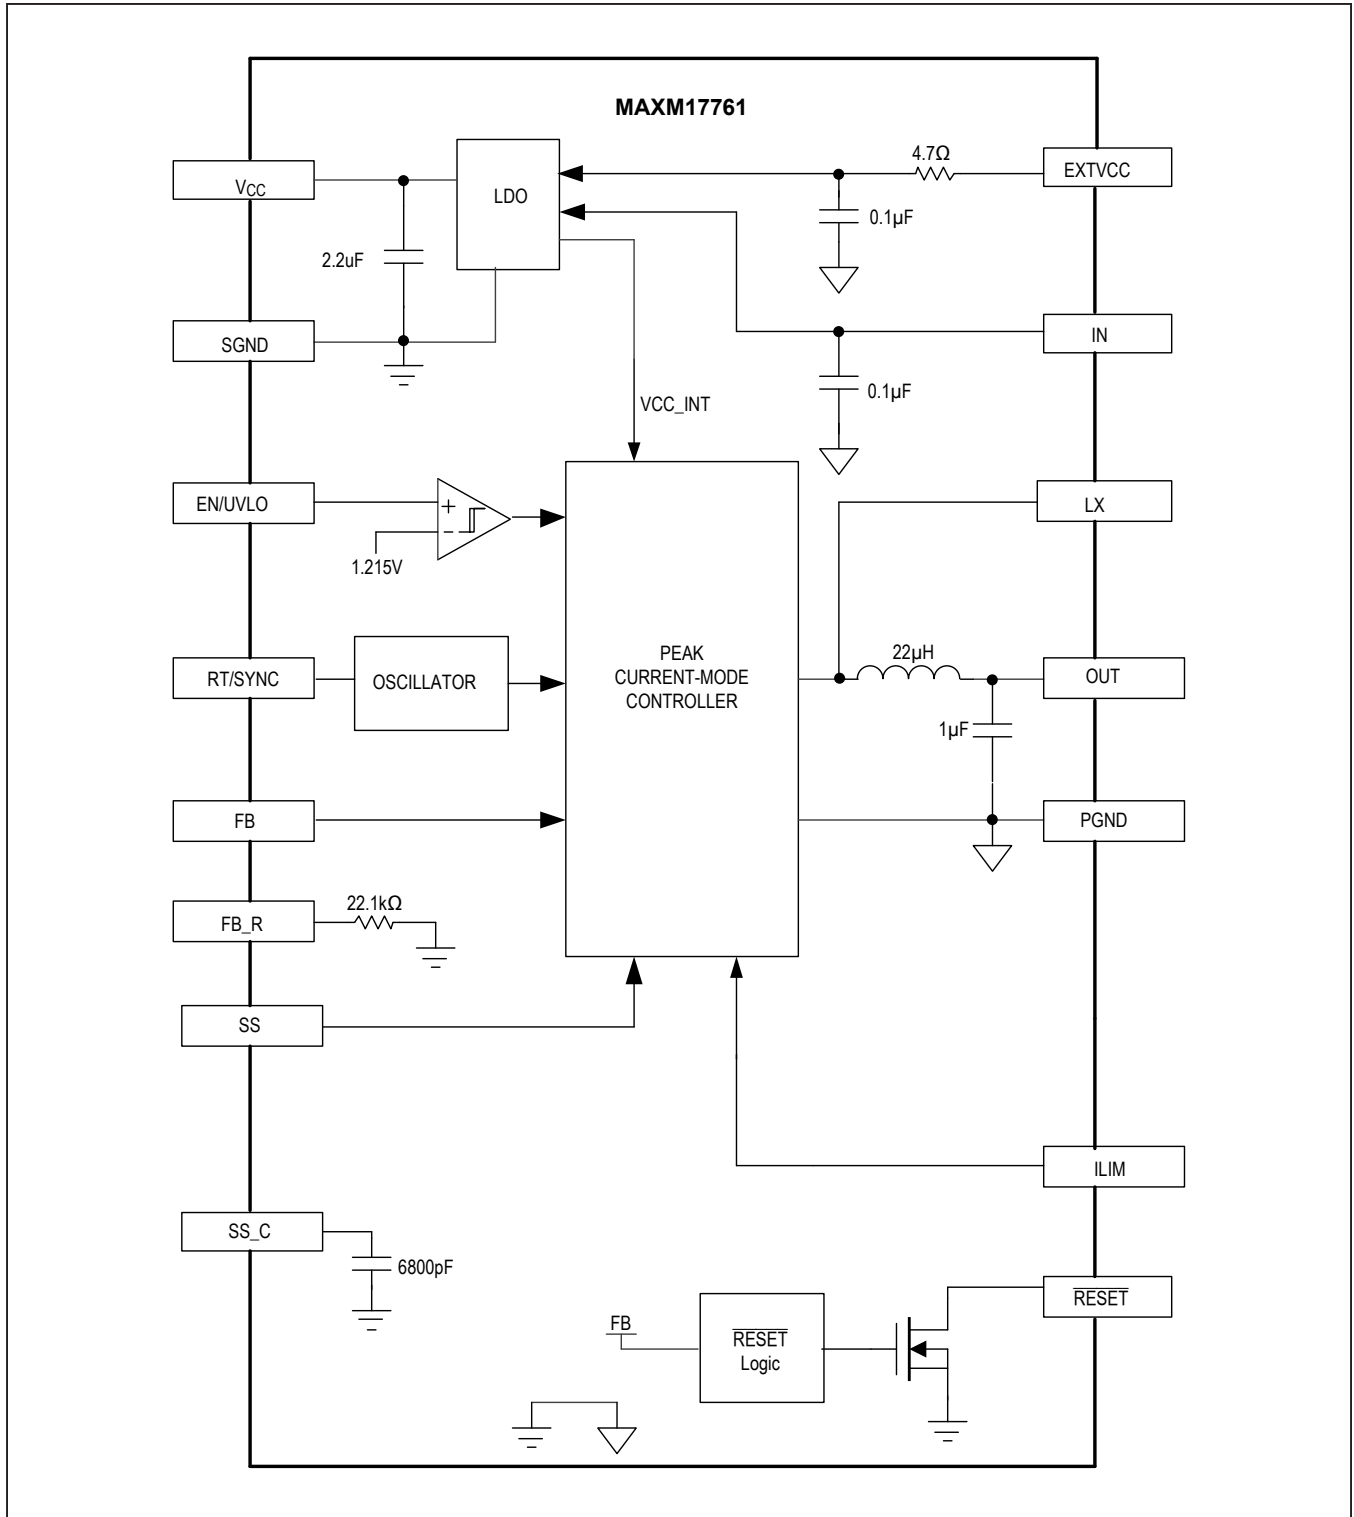 MAXM17761
VCC
LDO
4.7Ω
EXTVCC
0.1µF
2.2uF
SGND
IN
0.1µF
VCC_INT
EN/UVLO
+
1.215V
LX
RT/SYNC
OSCILLATOR
PEAK
CURRENT-MODE
CONTROLLER
22µH
OUT
1µF
FB
PGND
FB_R
22.1kΩ
SS
ILIM
SS_C
6800pF
RESET
FB
RESET
Logic